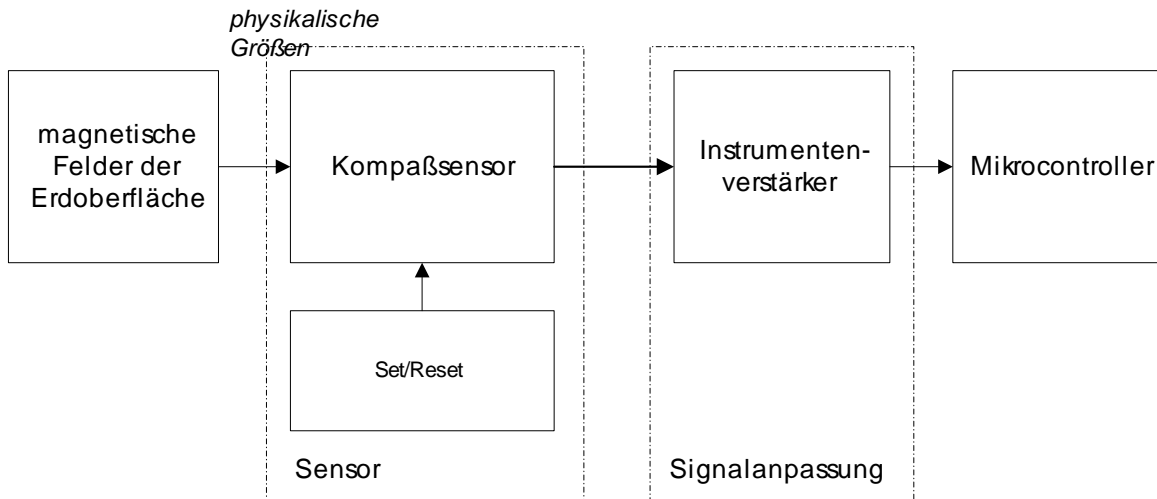 physikalische
Größen
magnetische
Felder der
Erdoberfläche
Kompaßsensor
Instrumenten-
verstärker
Mikrocontroller
Set/Reset
Sensor
Signalanpassung